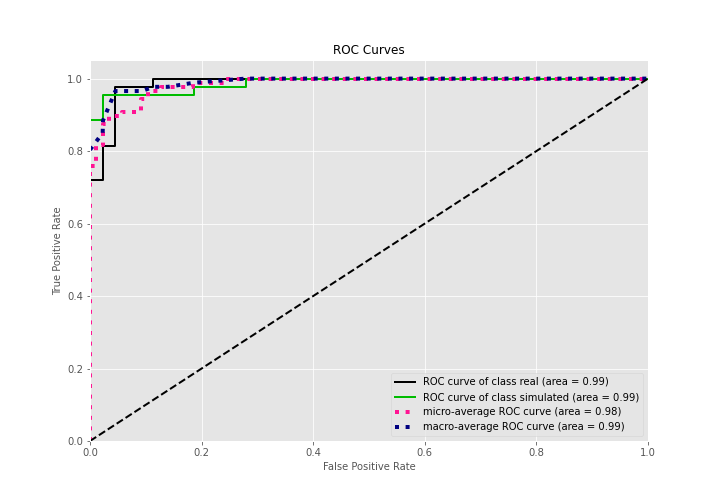 ROC Curves
True Positive Rate
1.0
0.8
0.6
0.4
0.2
0.0
0.0 0.2 0.4 0.6 0.8 1.0
False Positive Rate
ROC curve of class real (area = 0.99)
ROC curve of class simulated (area = 0.99)
micro-average ROC curve (area = 0.98)
macro-average ROC curve (area = 0.99)